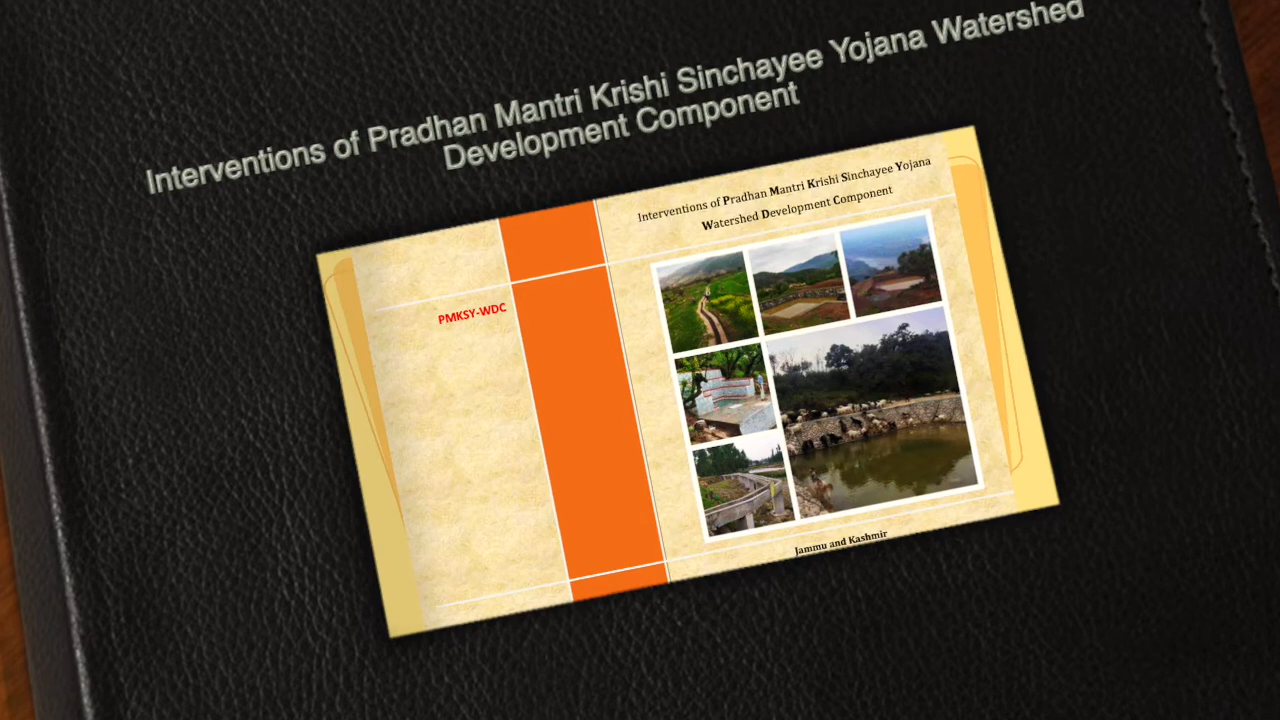 Interventions of Pradhan Mantri Krishi Sinchayee Yojana Watershed
Development Component
Interventions of Pradhan Mantri Krishi Sinchayee Yojana
Watershed Development Component
PMKSY-WDC
Jammu and Kashmir